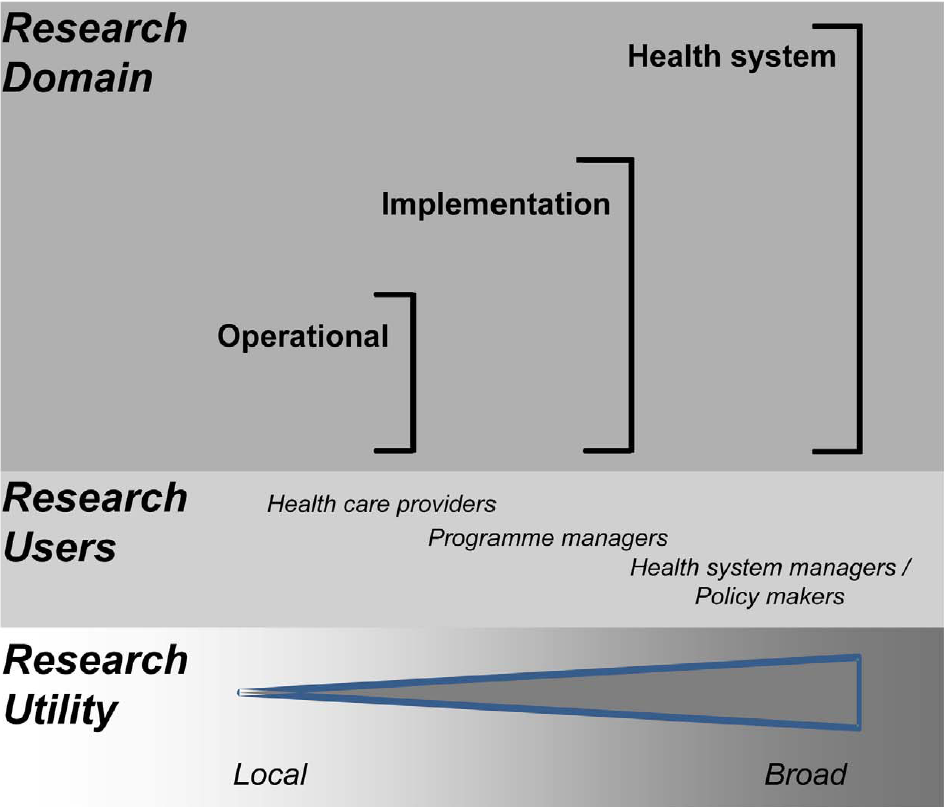 Research
Domain
Health system
Implementation
Operational
Research
Users
Health care providers
Programme managers
Health system managers /
Policy makers
Research
Utility
Local
Broad